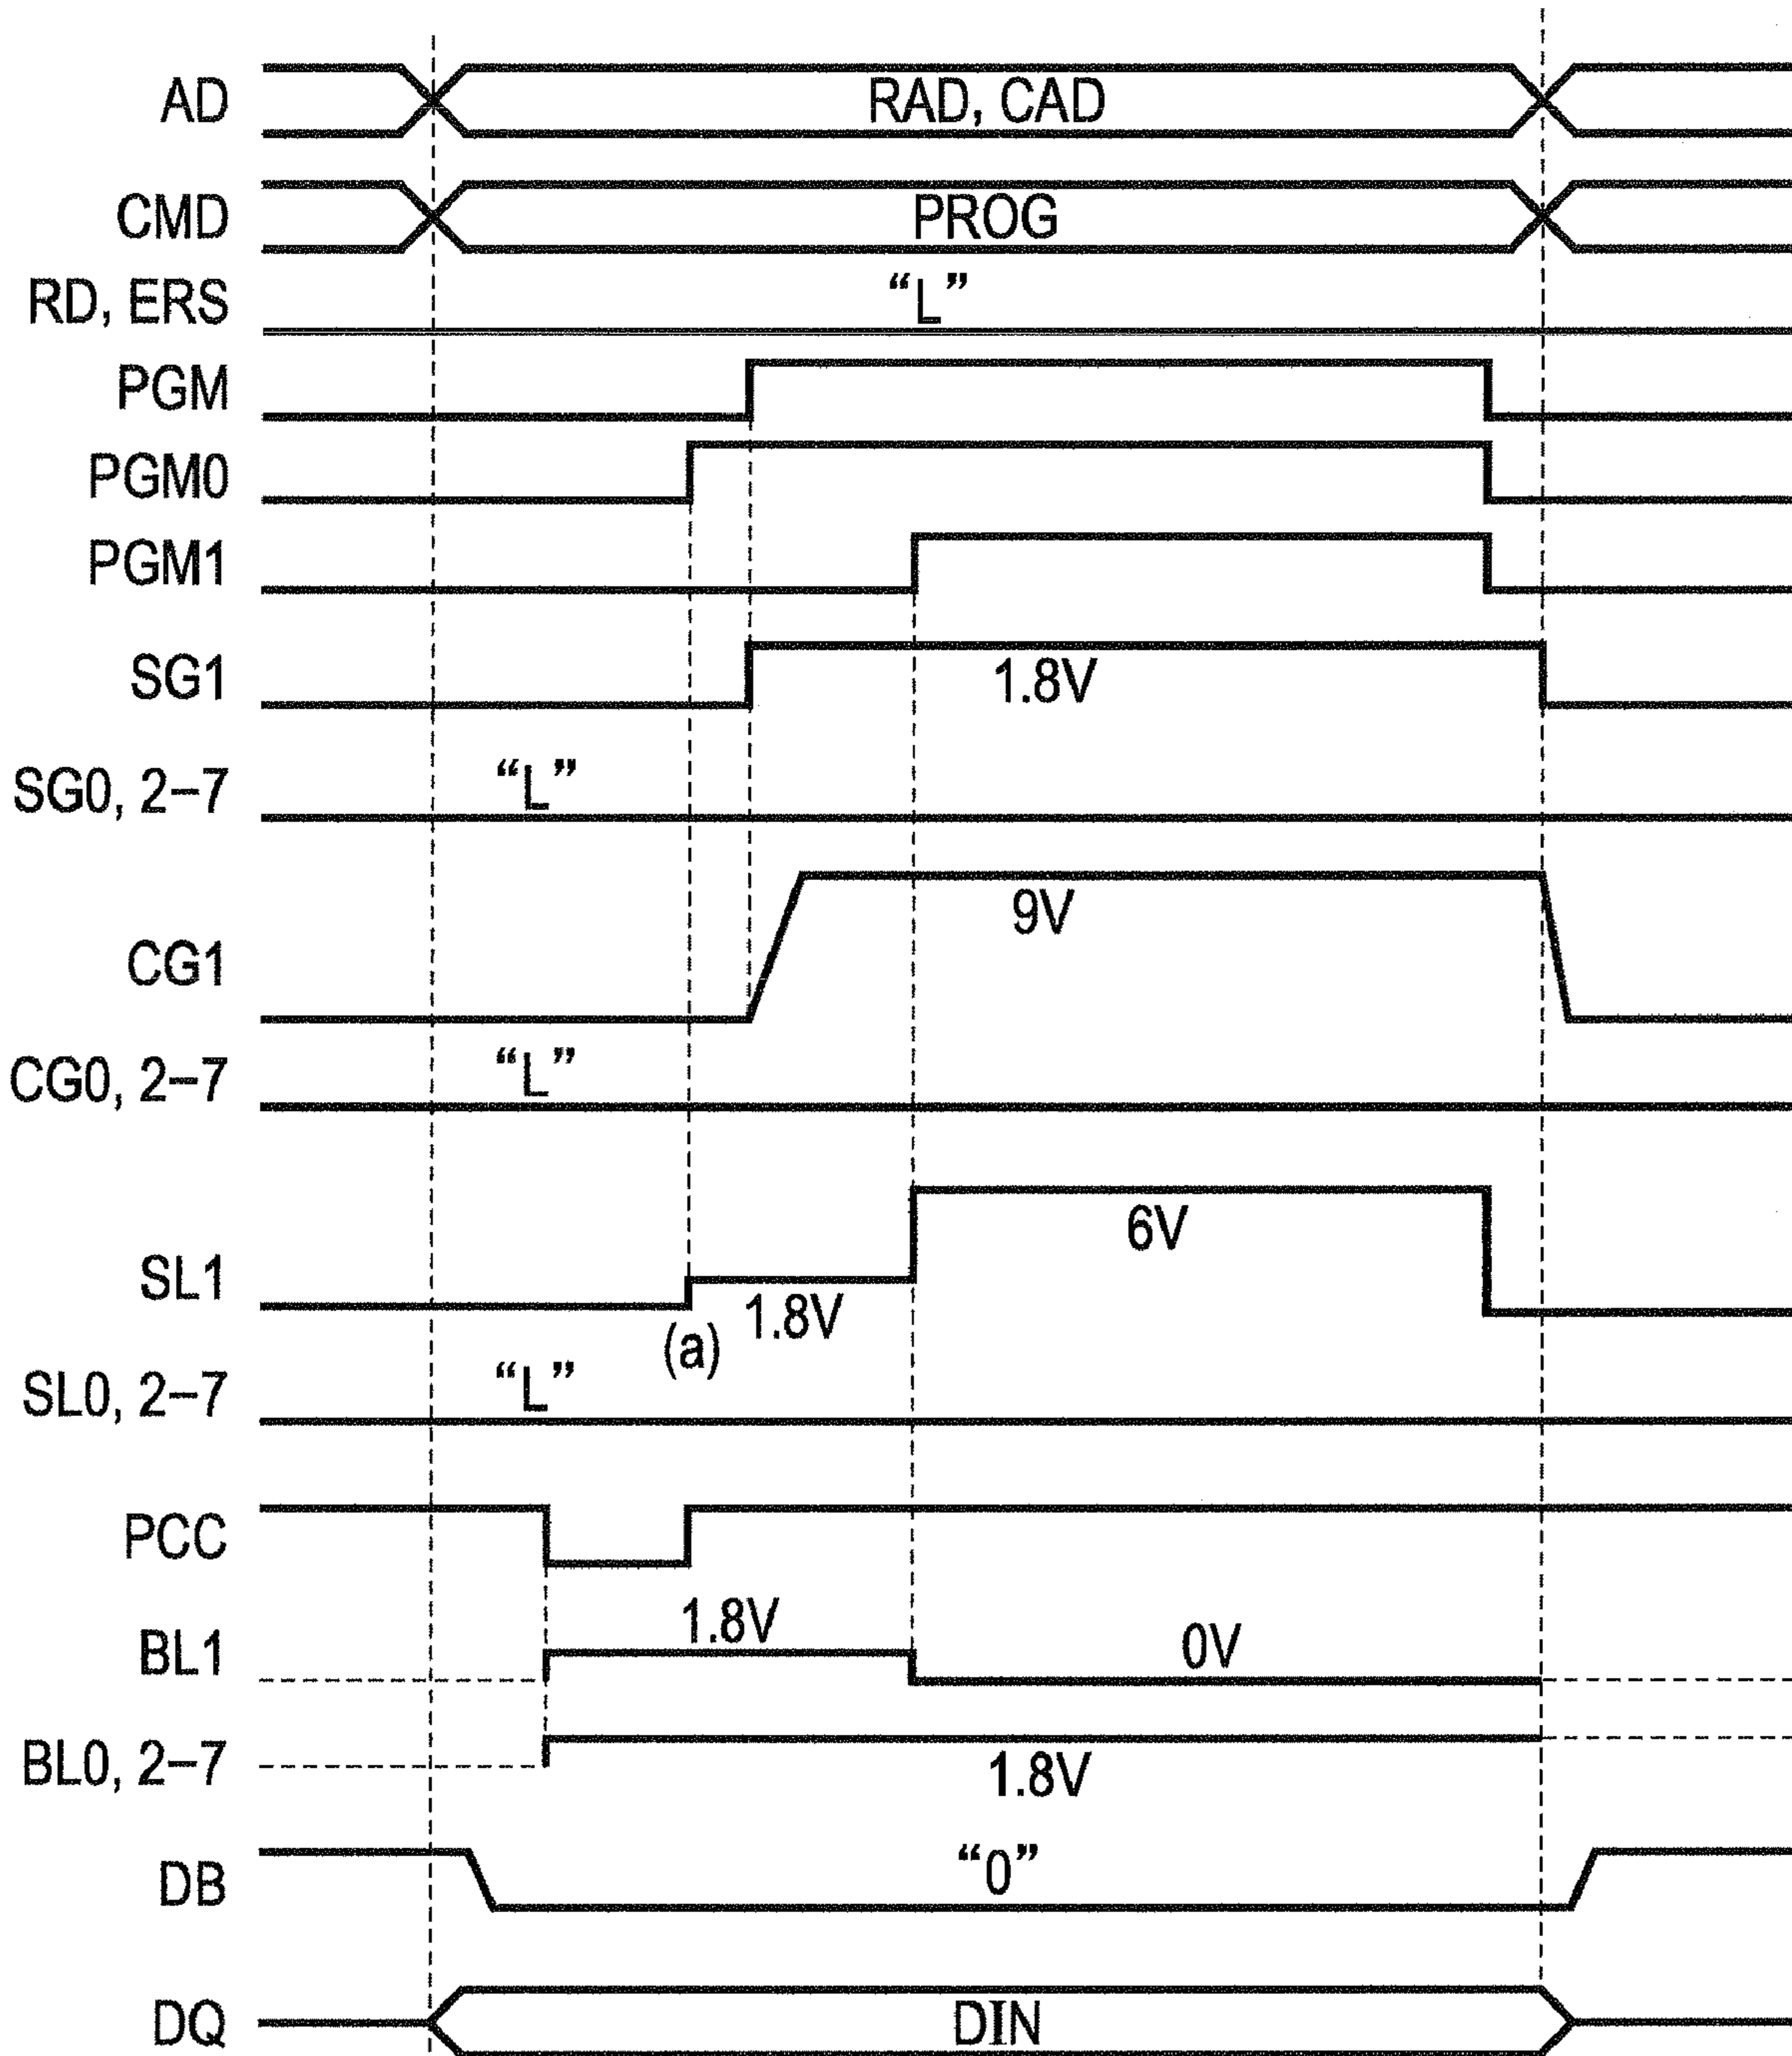 AD RAD, CAD
CMD PROG
RD, ERS “L”
PGM
PGM0
PGM1
SG1 1.8V
SG0, 2–7 “L”
CG1 9V
CG0, 2–7 “L”
SL1 (a) 1.8V 6V
SL0, 2–7 “L”
PCC
BL1 1.8V 0V
BL0, 2–7 1.8V
DB “0”
DQ DIN